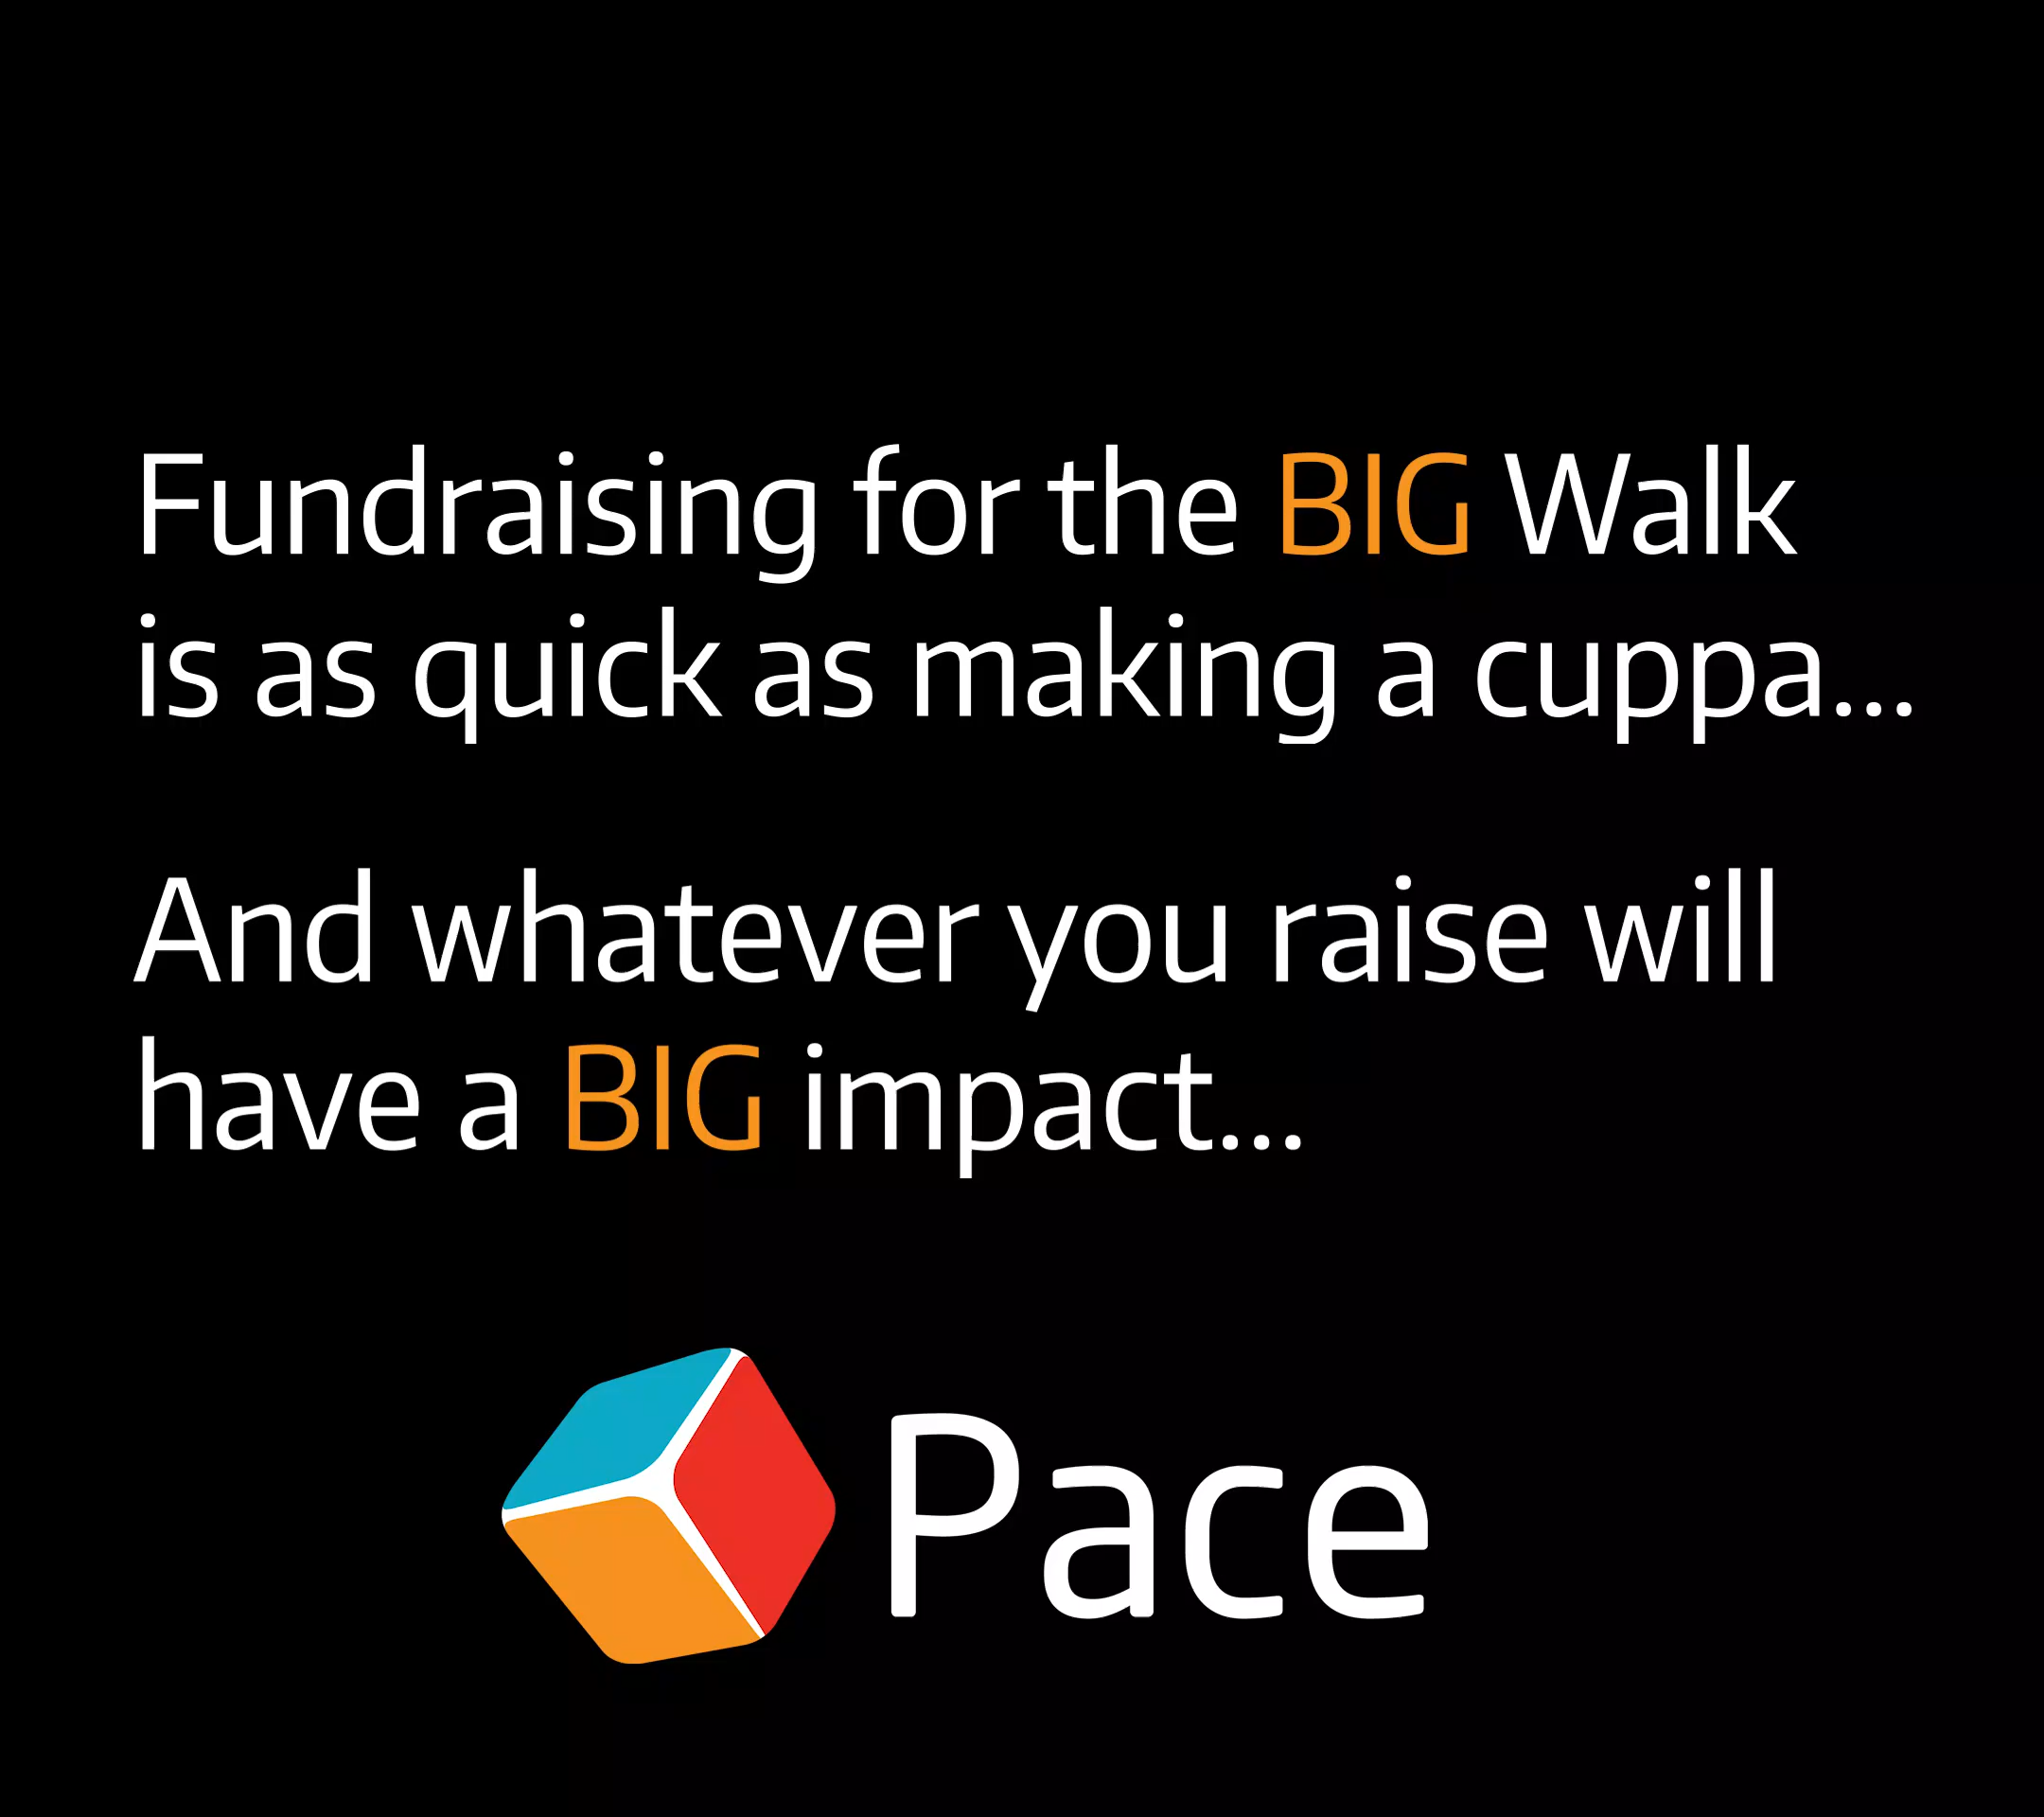 Fundraising for the BIG Walk
is as quick as making a cuppa...
And whatever you raise will
have a BIG impact...
Pace